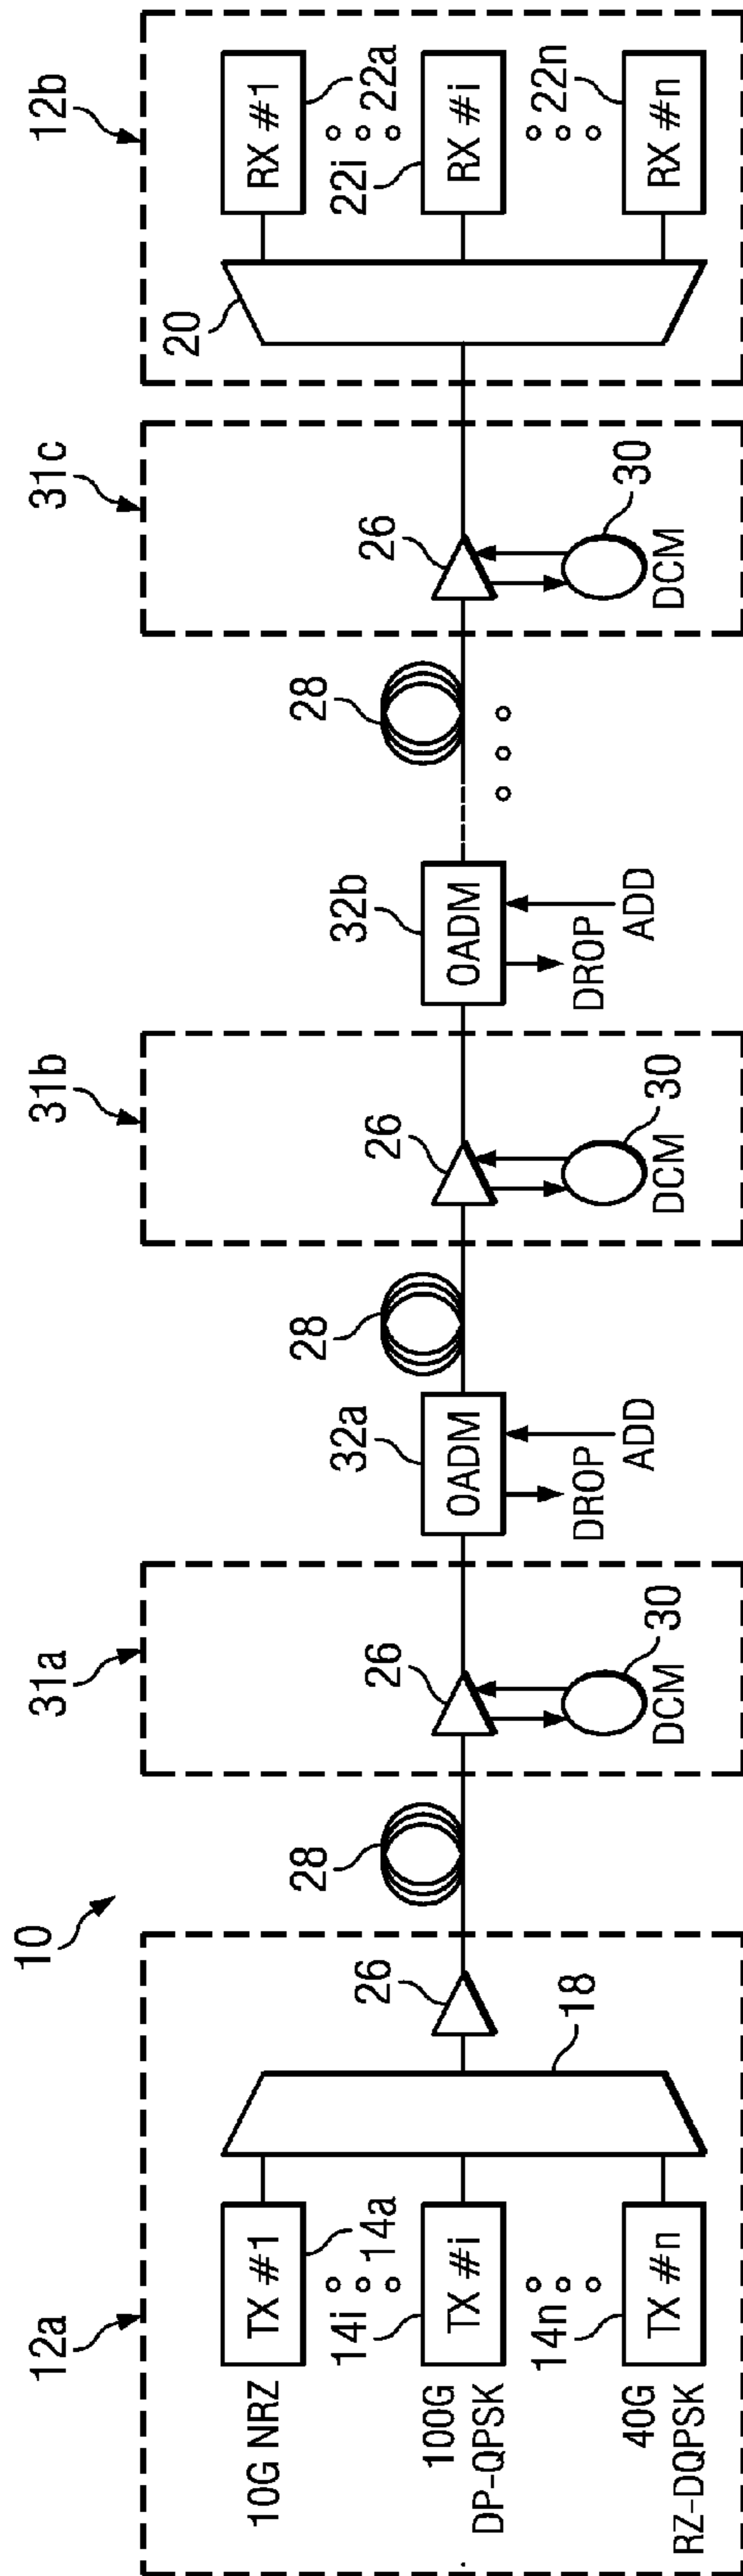 10
12a
10G NRZ
TX #1
14a
14i
100G
DP-QPSK
TX #i
14n
40G
RZ-DQPSK
TX #n
18
26
28
31a
26
30
DCM
32a
OADM
DROP
ADD
28
31b
26
30
DCM
32b
OADM
DROP
ADD
28
31c
26
30
DCM
12b
20
RX #1
22a
22i
RX #i
22n
RX #n